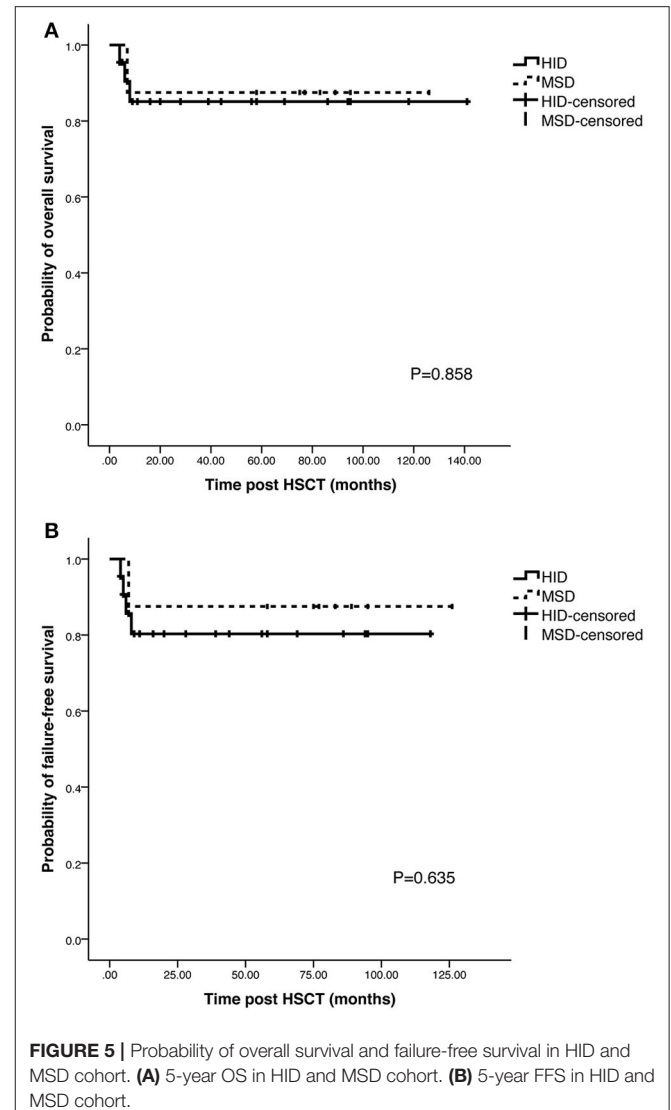 A
1.0
0.8
0.6
0.4
0.2
0.0
Probability of overall survival
HID
MSD
HID-censored
MSD-censored
P=0.858
.00 20.00 40.00 60.00 80.00 100.00 120.00 140.00
Time post HSCT (months)
B
1.0
0.8
0.6
0.4
0.2
0.0
Probability of failure-free survival
HID
MSD
HID-censored
MSD-censored
P=0.635
.00 25.00 50.00 75.00 100.00 125.00
Time post HSCT (months)
FIGURE 5 | Probability of overall survival and failure-free survival in HID and
MSD cohort. (A) 5-year OS in HID and MSD cohort. (B) 5-year FFS in HID and
MSD cohort.